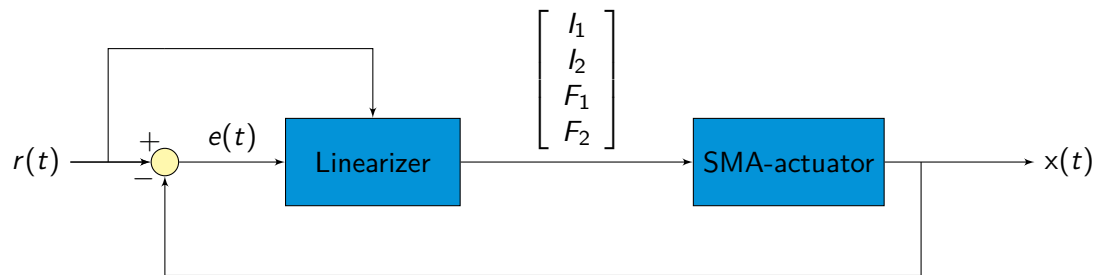 I₁
I₂
F₁
F₂
r(t)
+
−
e(t)
Linearizer
SMA-actuator
x(t)